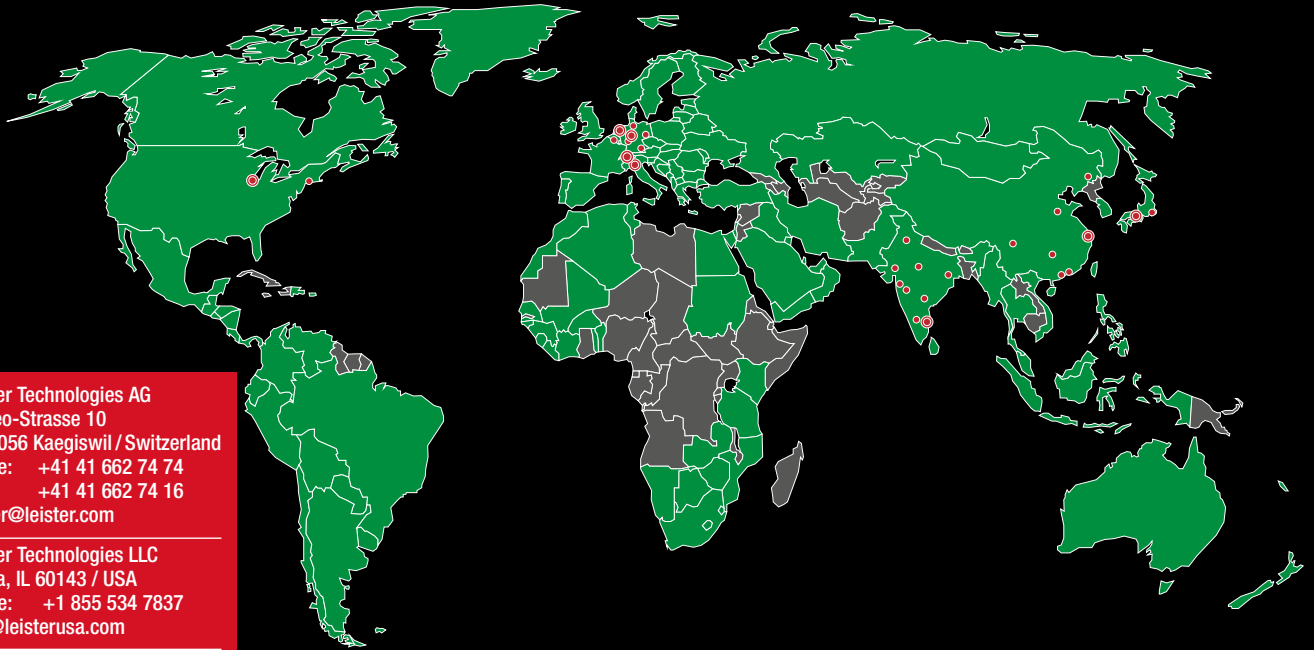 er Technologies AG
eo-Strasse 10
056 Kaegiswil / Switzerland
e: +41 41 662 74 74
+41 41 662 74 16
r@leister.com
er Technologies LLC
a, IL 60143 / USA
e: +1 855 534 7837
@leisterusa.com